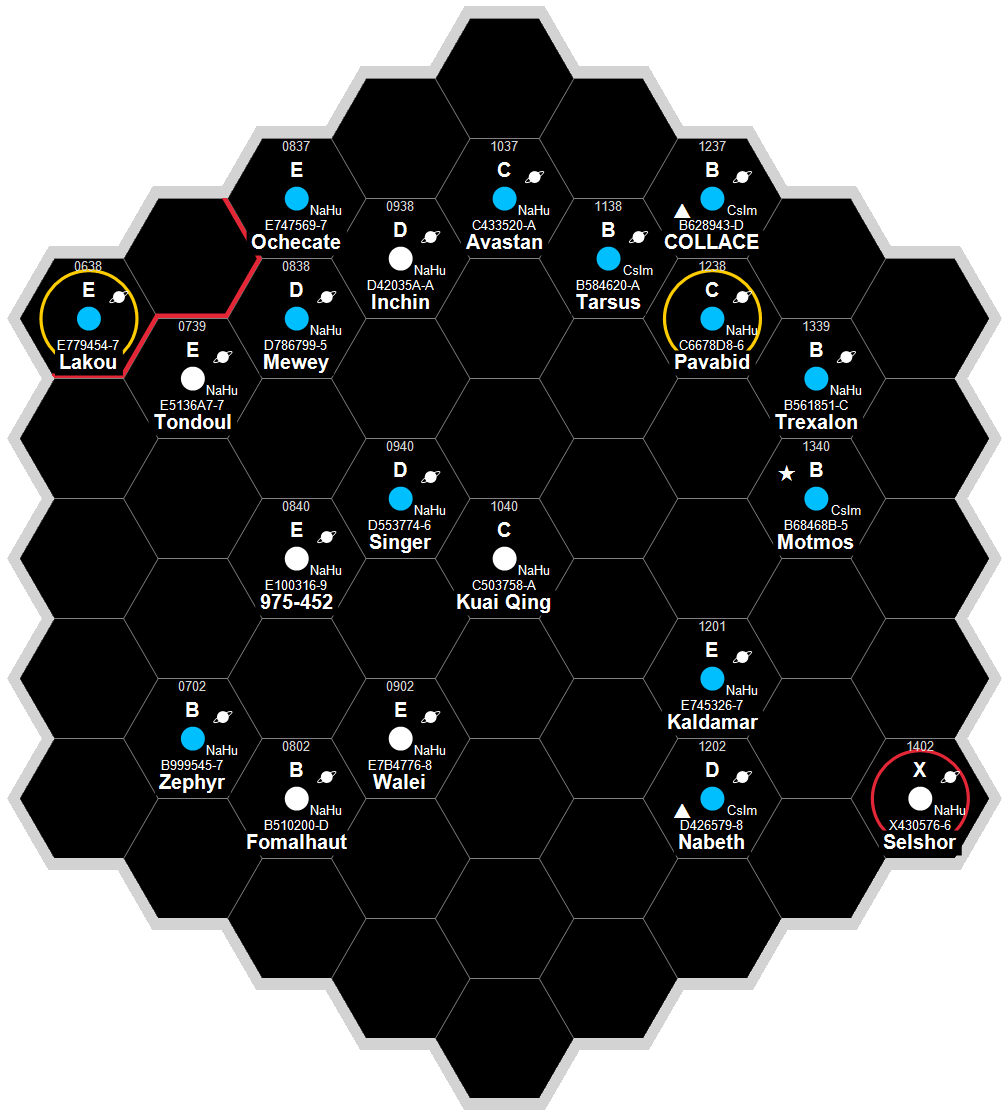 0837
E
NaHu
E747569-7
Ochecate
1037
C
NaHu
C433520-A
Avastan
1237
B
CsIm
B628943-D
COLLACE
0938
D
NaHu
D42035A-A
Inchin
1138
B
CsIm
B584620-A
Tarsus
0638
E
E779454-7
Lakou
0838
D
NaHu
D786799-5
Mewey
1238
C
NaHu
C6678D8-6
Pavabid
0739
E
NaHu
E5136A7-7
Tondoul
1339
B
NaHu
B561851-C
Trexalon
0940
D
NaHu
D553774-6
Singer
1340
B
CsIm
B68468B-5
Motmos
0840
E
NaHu
E100316-9
975-452
1040
C
NaHu
C503758-A
Kuai Qing
1201
E
NaHu
E745326-7
Kaldamar
0702
B
NaHu
B999545-7
Zephyr
0902
E
NaHu
E7B4776-8
Walei
0802
B
NaHu
B510200-D
Fomalhaut
1202
D
CsIm
D426579-8
Nabeth
1402
X
NaHu
X430576-6
Selshor